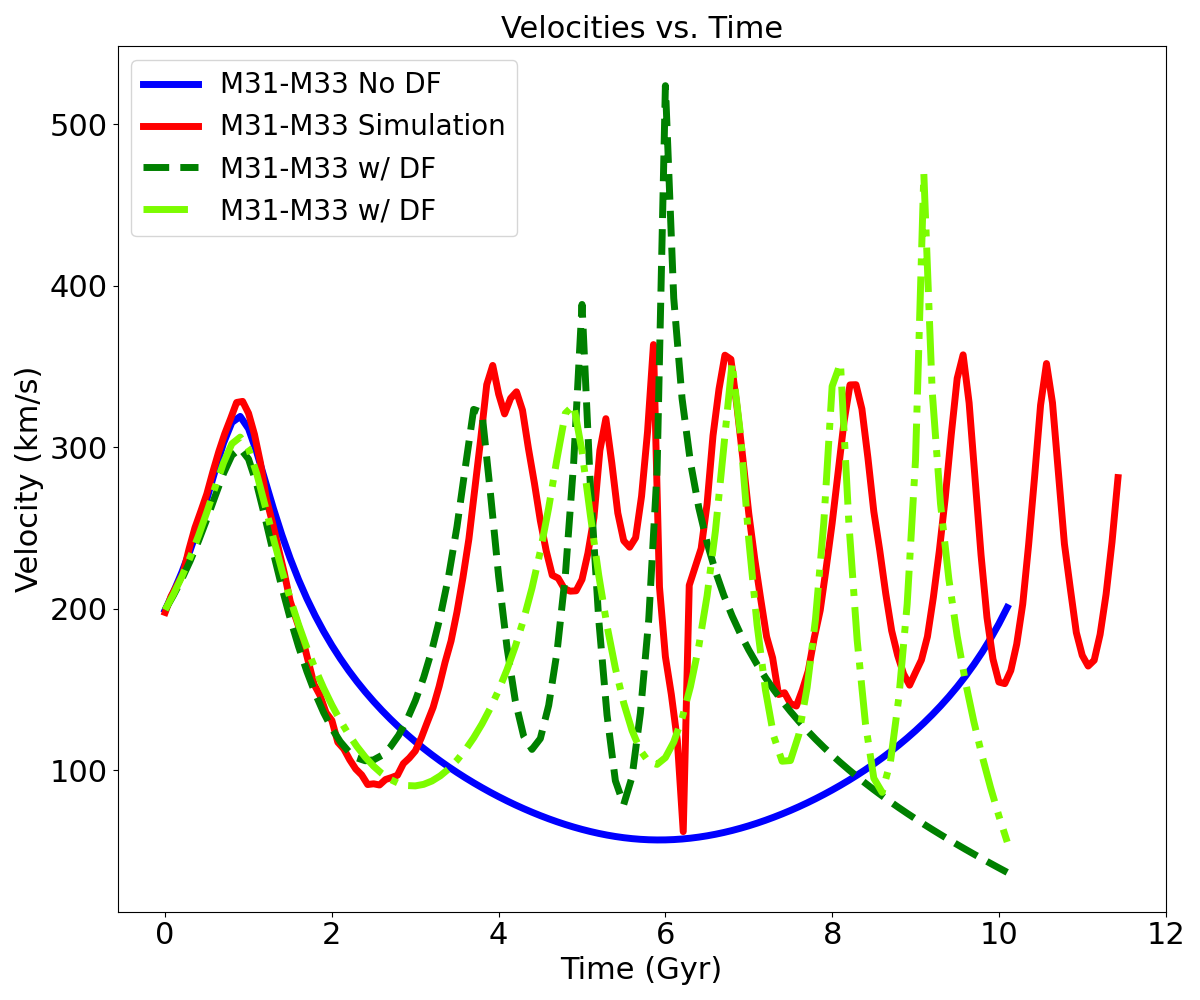 Velocities vs. Time
M31-M33 No DF
M31-M33 Simulation
M31-M33 w/ DF
M31-M33 w/ DF
Velocity (km/s)
500
400
300
200
100
0 2 4 6 8 10 12
Time (Gyr)